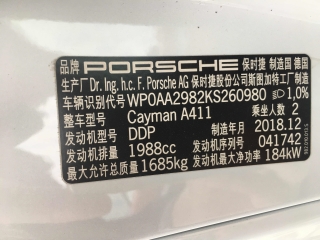 品牌 PORSCHE 保时捷 制造国 德国
生产厂 Dr. Ing. h.c. F. Porsche AG 保时捷股份公司斯图加特工厂制造
车辆识别代号 WP0AA2982KS260980 1,0%
整车型号 Cayman A411 乘坐人数 2
发动机型号 DDP 制造年月 2018.12
发动机排量 1988cc 发动机号 041742
最大允许总质量 1685kg 发动机最大净功率 184kW